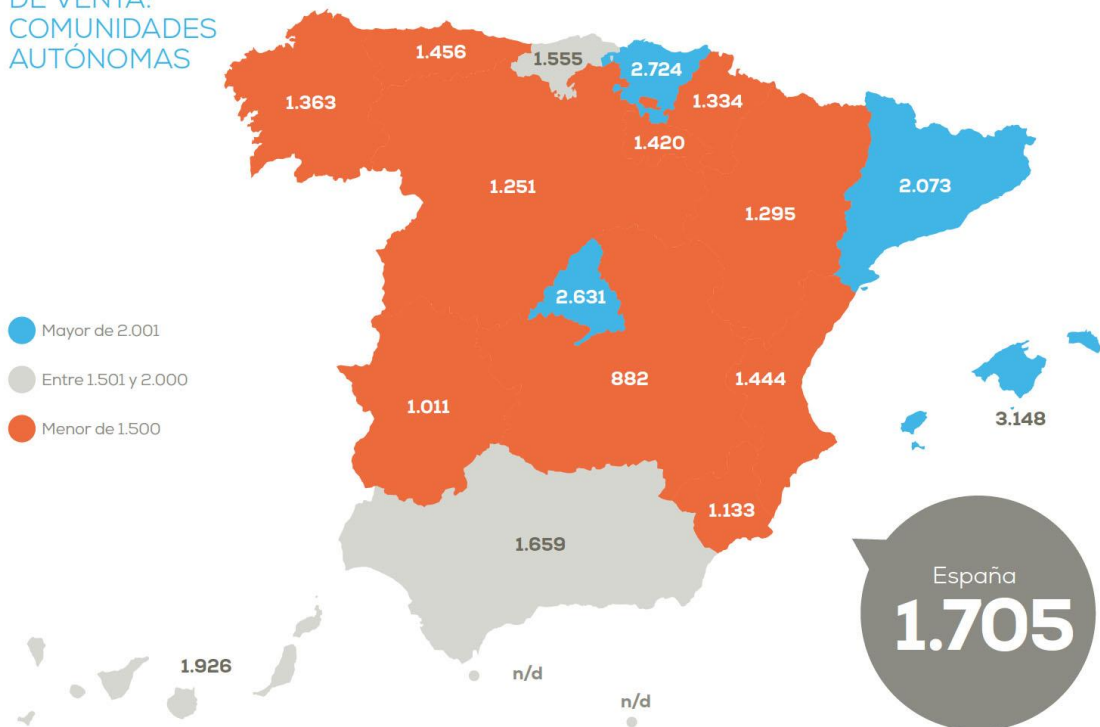 DE VENTA.
COMUNIDADES
AUTÓNOMAS
1.456
1.555
2.724
1.363
1.334
1.420
1.251
2.073
1.295
2.631
Mayor de 2.001
Entre 1.501 y 2.000
882
1.444
Menor de 1.500
1.011
3.148
1.133
1.659
España
1.705
1.926
n/d
n/d